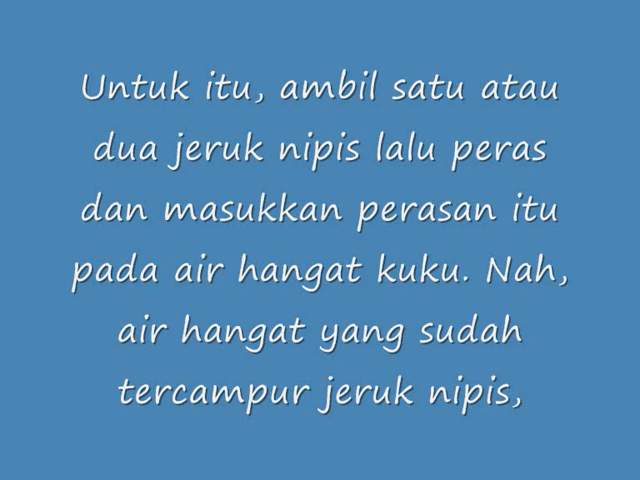 Untuk itu, ambil satu atau
dua jeruk nipis lalu peras
dan masukkan perasan itu
pada air hangat kuku. Nah,
air hangat yang sudah
tercampur jeruk nipis,